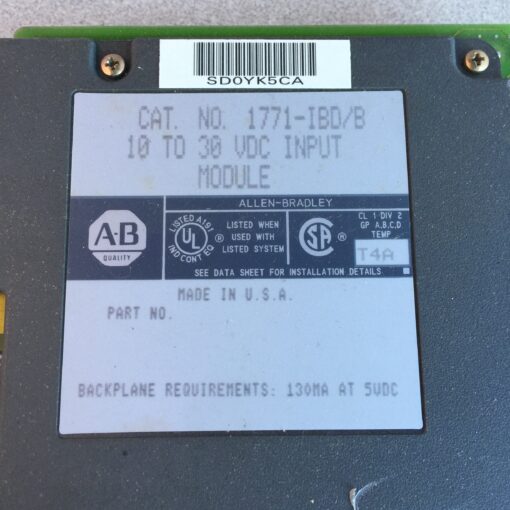 SD0YK5CA
CAT. NO. 1771-IBD/B
10 TO 30 VDC INPUT
MODULE
ALLEN-BRADLEY
A-B
QUALITY
LISTED A191
UL ®
IND CONT EQ
LISTED WHEN
USED WITH
LISTED SYSTEM
SA ®
CL 1 DIV 2
GP A,B,C,D
TEMP
T4A
SEE DATA SHEET FOR INSTALLATION DETAILS
MADE IN U.S.A.
PART NO.
BACKPLANE REQUIREMENTS: 130MA AT 5VDC